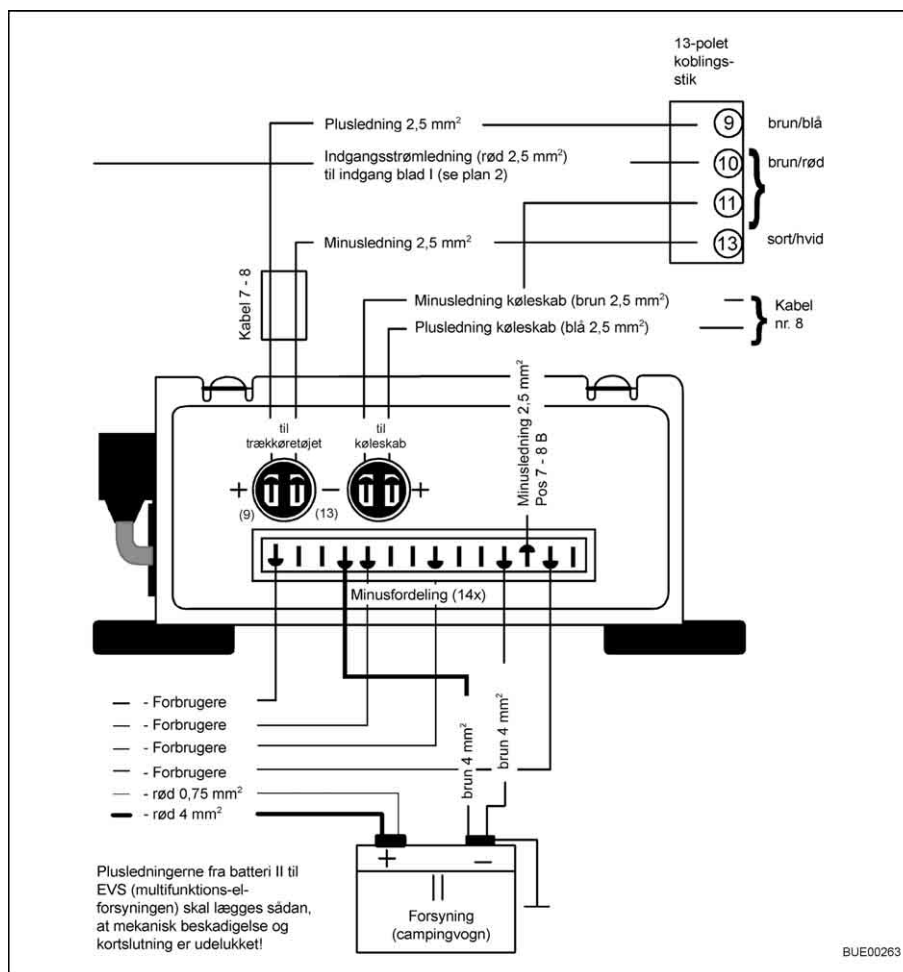 13-polet
koblings-
stik
Plusledning 2,5 mm²
9
brun/blå
Indgangsstrømledning (rød 2,5 mm²)
til indgang blad I (se plan 2)
10
brun/rød
11
Minusledning 2,5 mm²
13
sort/hvid
Kabel 7 - 8
Minusledning køleskab (brun 2,5 mm²)
Plusledning køleskab (blå 2,5 mm²)
Kabel
nr. 8
Minusledning 2,5 mm²
Pos 7 - 8 B
til
trækkøretøjet
til
køleskab
+ − +
(9) (13)
Minusfordeling (14x)
- Forbrugere
- Forbrugere
- Forbrugere
- Forbrugere
- rød 0,75 mm²
- rød 4 mm²
brun 4 mm²
brun 4 mm²
+ −
Forsyning
(campingvogn)
Plusledningerne fra batteri II til
EVS (multifunktions-el-
forsyningen) skal lægges sådan,
at mekanisk beskadigelse og
kortslutning er udelukket!
BUE00263